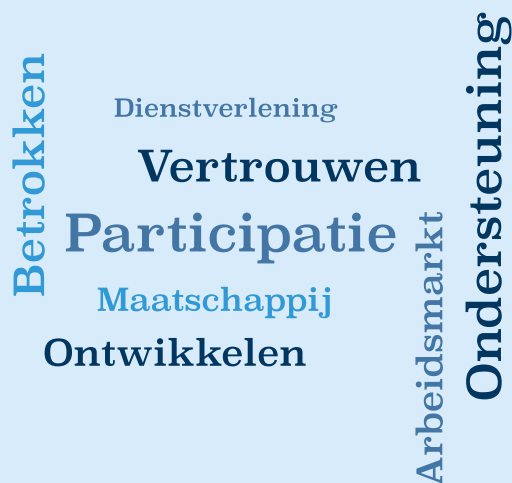 Betrokken
Dienstverlening
Vertrouwen
Participatie
Maatschappij
Ontwikkelen
Arbeidsmarkt
Ondersteuning